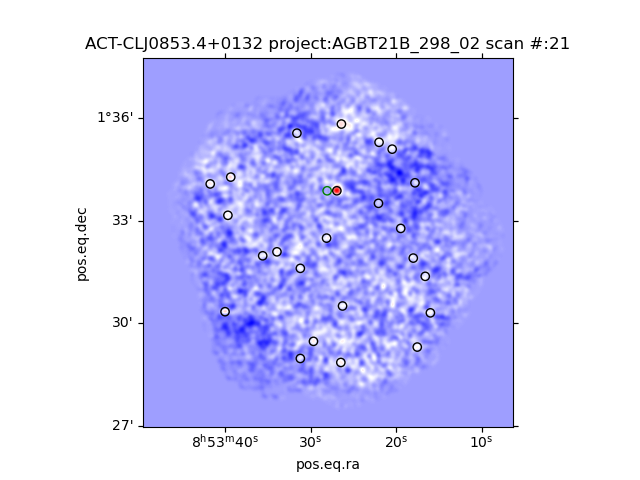 ACT-CLJ0853.4+0132 project:AGBT21B_298_02 scan #:21
1°36'
33'
30'
27'
pos.eq.dec
8ʰ53ᵐ40ˢ 30ˢ 20ˢ 10ˢ
pos.eq.ra